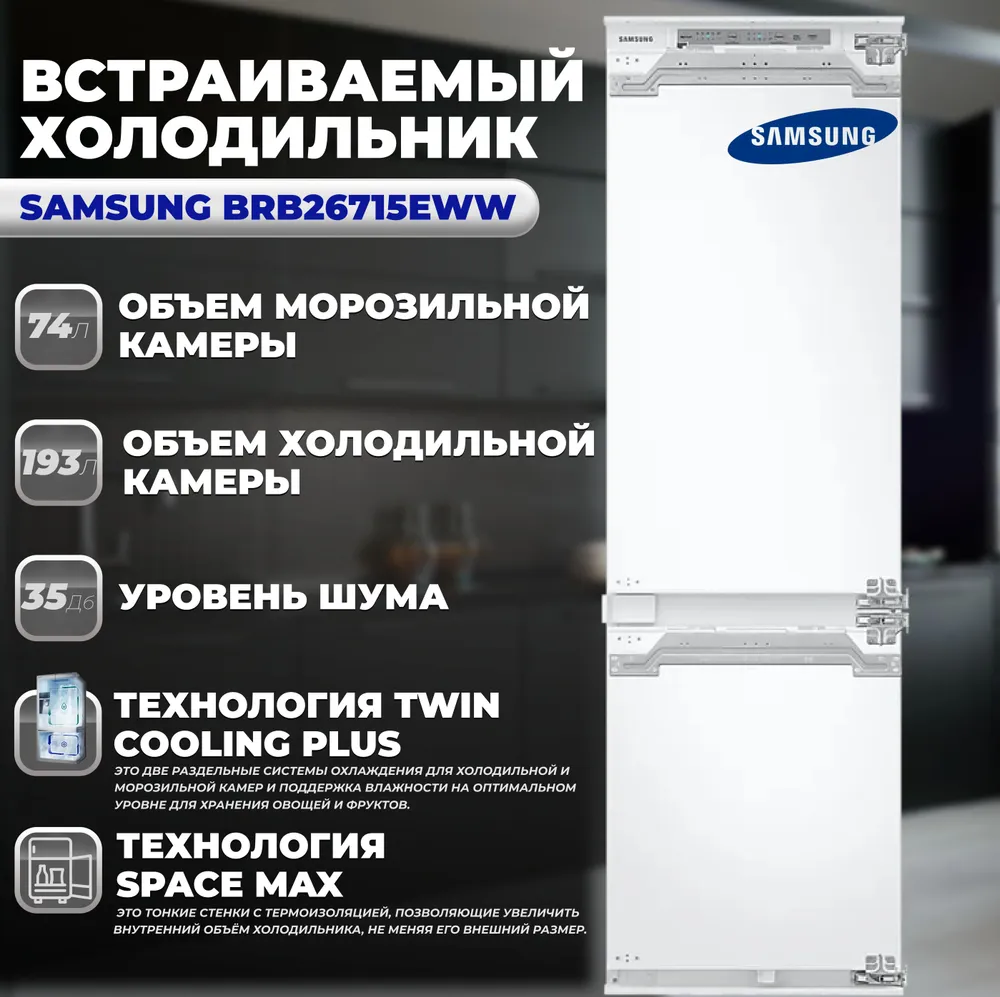 ВСТРАИВАЕМЫЙ
ХОЛОДИЛЬНИК
SAMSUNG BRB26715EWW
74Л
ОБЪЕМ МОРОЗИЛЬНОЙ
КАМЕРЫ
193Л
ОБЪЕМ ХОЛОДИЛЬНОЙ
КАМЕРЫ
35Дб
УРОВЕНЬ ШУМА
ТЕХНОЛОГИЯ TWIN
COOLING PLUS
ЭТО ДВЕ РАЗДЕЛЬНЫЕ СИСТЕМЫ ОХЛАЖДЕНИЯ ДЛЯ ХОЛОДИЛЬНОЙ И
МОРОЗИЛЬНОЙ КАМЕР И ПОДДЕРЖКА ВЛАЖНОСТИ НА ОПТИМАЛЬНОМ
УРОВНЕ ДЛЯ ХРАНЕНИЯ ОВОЩЕЙ И ФРУКТОВ.
ТЕХНОЛОГИЯ
SPACE MAX
ЭТО ТОНКИЕ СТЕНКИ С ТЕРМОИЗОЛЯЦИЕЙ, ПОЗВОЛЯЮЩИЕ УВЕЛИЧИТЬ
ВНУТРЕННИЙ ОБЪЁМ ХОЛОДИЛЬНИКА, НЕ МЕНЯЯ ЕГО ВНЕШНИЙ РАЗМЕР.
SAMSUNG
SAMSUNG